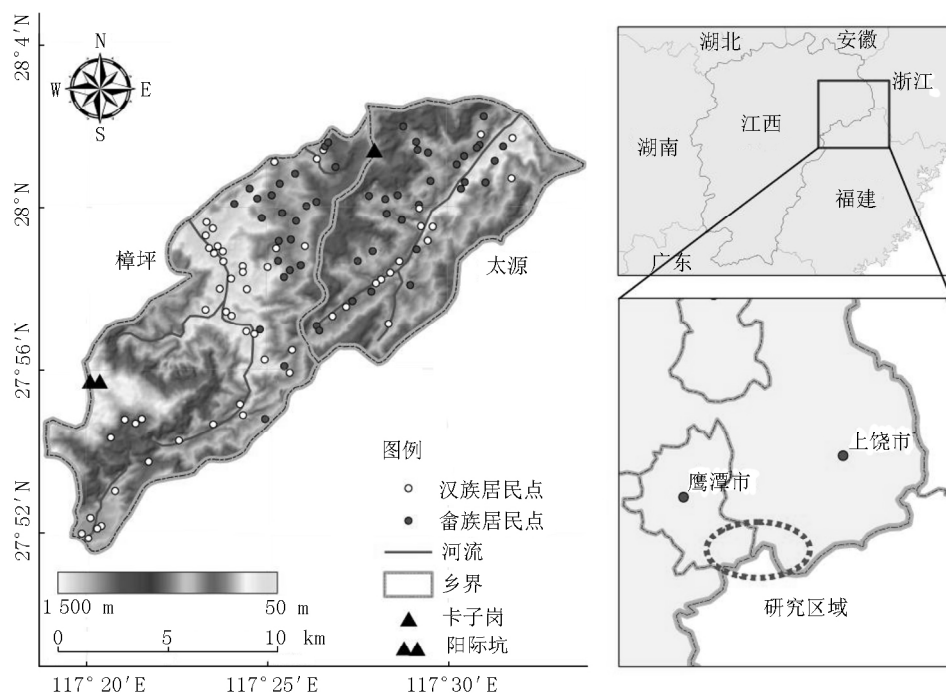 28°4′N
28°N
27°56′N
27°52′N
N
W
E
S
樟坪
太源
图例
汉族居民点
畲族居民点
河流
乡界
卡子岗
阳际坑
1 500 m
50 m
0
5
10
km
117°20′E
117°25′E
117°30′E
湖北
安徽
浙江
江西
湖南
福建
广东
上饶市
鹰潭市
研究区域